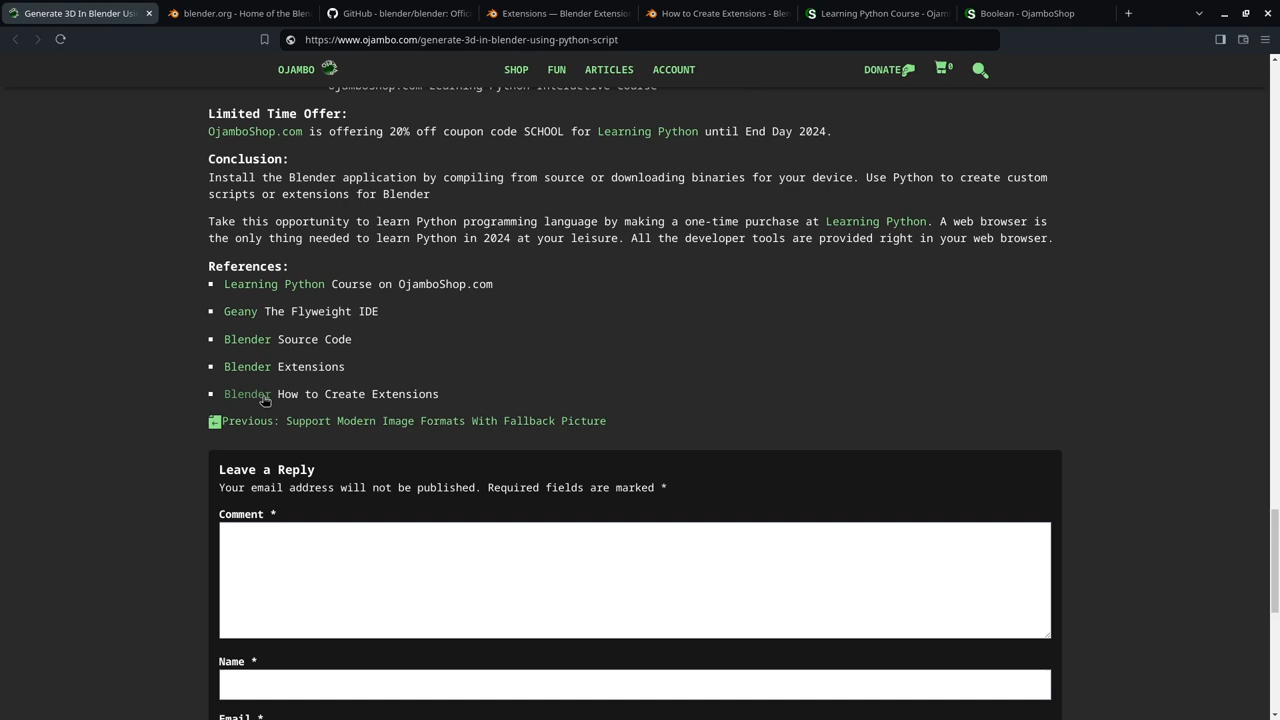 Generate 3D In Blender Usi
blender.org - Home of the Blen
GitHub - blender/blender: Offic
Extensions — Blender Extensio
How to Create Extensions - Ble
Learning Python Course - Ojam
Boolean - OjamboShop
https://www.ojambo.com/generate-3d-in-blender-using-python-script
OJAMBO SHOP FUN ARTICLES ACCOUNT DONATE 0
OjamboShop.com Learning Python Interactive Course
Limited Time Offer:
OjamboShop.com is offering 20% off coupon code SCHOOL for Learning Python until End Day 2024.
Conclusion:
Install the Blender application by compiling from source or downloading binaries for your device. Use Python to create custom
scripts or extensions for Blender
Take this opportunity to learn Python programming language by making a one-time purchase at Learning Python. A web browser is
the only thing needed to learn Python in 2024 at your leisure. All the developer tools are provided right in your web browser.
References:
Learning Python Course on OjamboShop.com
Geany The Flyweight IDE
Blender Source Code
Blender Extensions
Blender How to Create Extensions
Previous: Support Modern Image Formats With Fallback Picture
Leave a Reply
Your email address will not be published. Required fields are marked *
Comment *
Name *
Email *